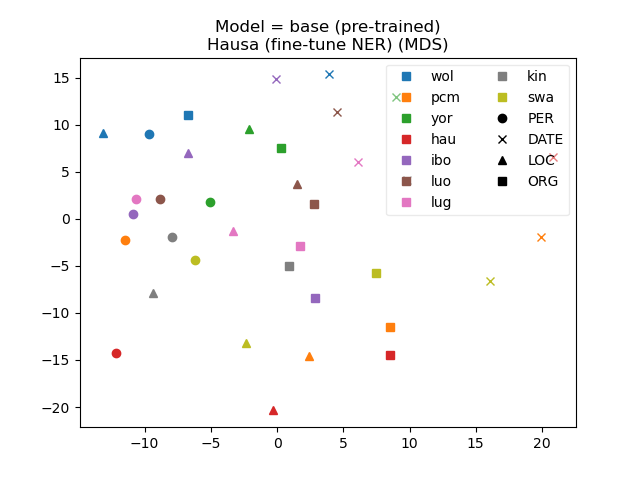 Model = base (pre-trained)
Hausa (fine-tune NER) (MDS)
15
10
5
0
−5
−10
−15
−20
−10
−5
0
5
10
15
20
wol
pcm
yor
hau
ibo
luo
lug
kin
swa
PER
DATE
LOC
ORG